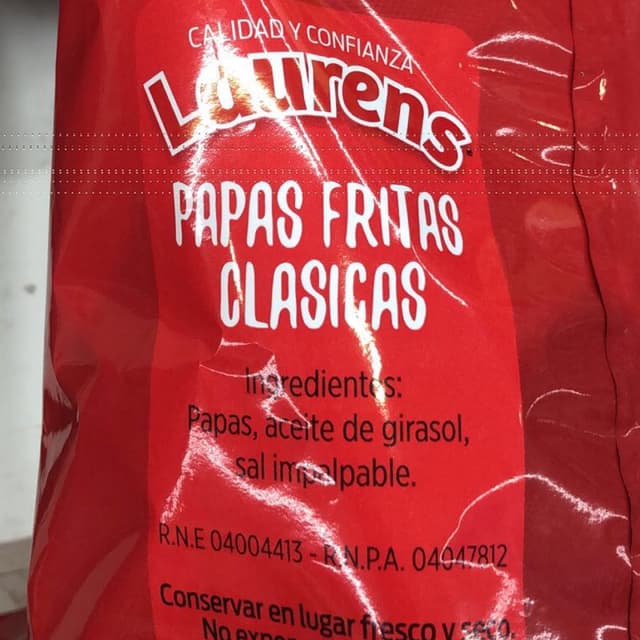 CALIDAD Y CONFIANZA
Laurens
PAPAS FRITAS
CLASICAS
Ingredientes:
Papas, aceite de girasol,
sal impalpable.
R.N.E 04004413 - R.N.P.A. 04047812
Conservar en lugar fresco y seco.
No